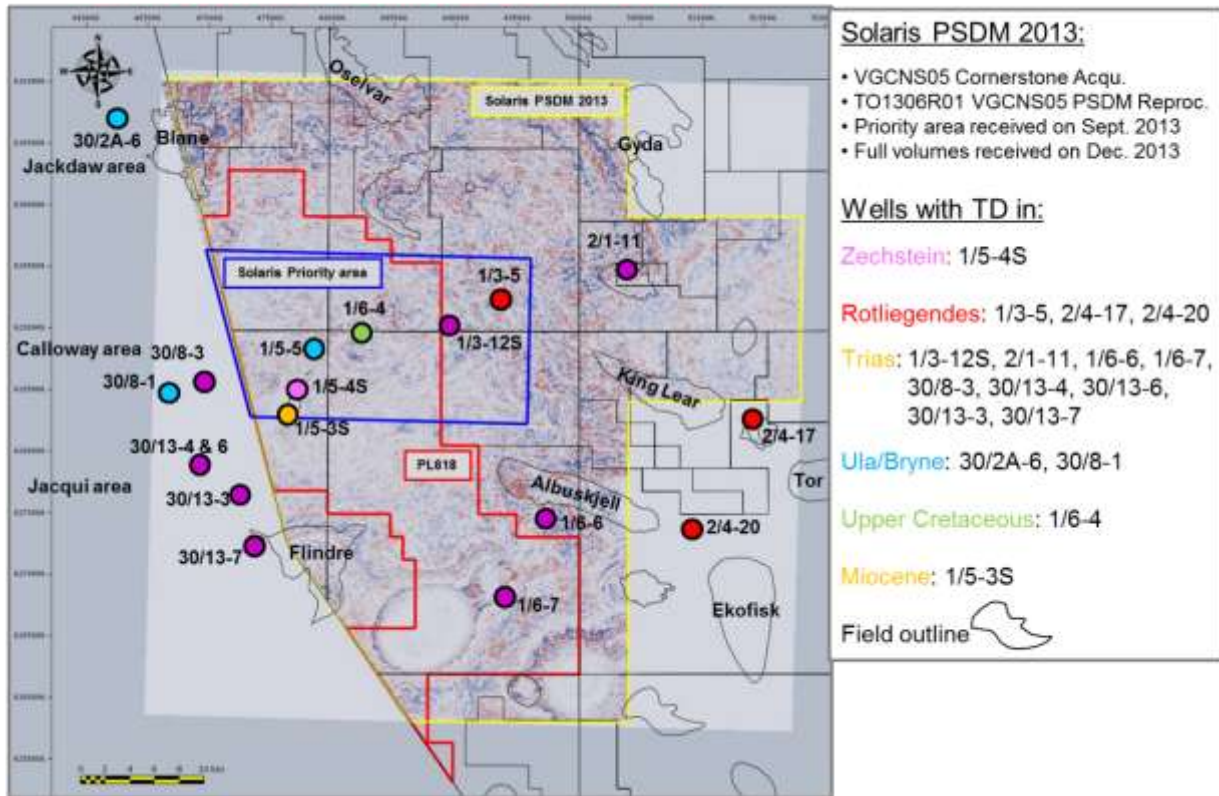 Oselvar
Solaris PSDM 2013
30/2A-6
Blane
Jackdaw area
Gyda
2/1-11
Solaris Priority area
1/3-5
1/6-4
1/3-12S
Calloway area
30/8-3
1/5-5
30/8-1
1/5-4S
King Lear
1/5-3S
2/4-17
30/13-4 & 6
PL618
Jacqui area
Albuskjell
Tor
30/13-3
1/6-6
2/4-20
30/13-7
Flindre
1/6-7
Ekofisk
Solaris PSDM 2013:
• VGCNS05 Cornerstone Acqu.
• TO1306R01 VGCNS05 PSDM Reproc.
• Priority area received on Sept. 2013
• Full volumes received on Dec. 2013
Wells with TD in:
Zechstein: 1/5-4S
Rotliegendes: 1/3-5, 2/4-17, 2/4-20
Trias: 1/3-12S, 2/1-11, 1/6-6, 1/6-7,
30/8-3, 30/13-4, 30/13-6,
30/13-3, 30/13-7
Ula/Bryne: 30/2A-6, 30/8-1
Upper Cretaceous: 1/6-4
Miocene: 1/5-3S
Field outline